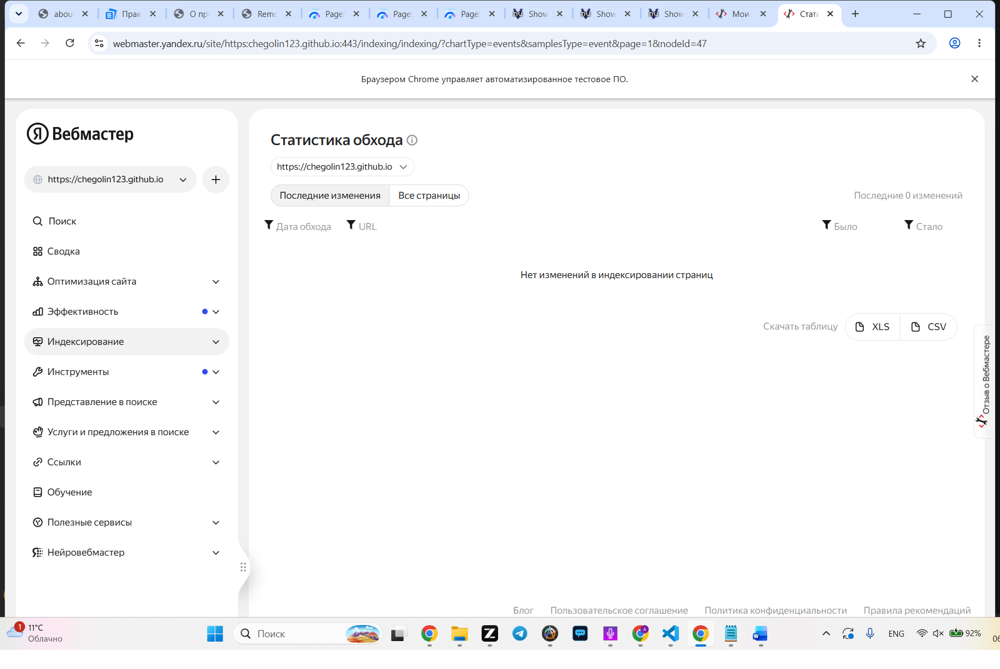 abou
Прак
О пр
Remo
Page
Page
Page
Show
Show
Show
Мои
Стати
webmaster.yandex.ru/site/https:chegolin123.github.io:443/indexing/indexing/?chartType=events&samplesType=event&page=1&nodeId=47
Браузером Chrome управляет автоматизированное тестовое ПО.
Я Вебмастер
https://chegolin123.github.io
Поиск
Сводка
Оптимизация сайта
Эффективность
Индексирование
Инструменты
Представление в поиске
Услуги и предложения в поиске
Ссылки
Обучение
Полезные сервисы
Нейровебмастер
Статистика обхода
https://chegolin123.github.io
Последние изменения
Все страницы
Последние 0 изменений
Дата обхода
URL
Было
Стало
Нет изменений в индексировании страниц
Скачать таблицу
XLS
CSV
Отзыв о Вебмастере
Блог
Пользовательское соглашение
Политика конфиденциальности
Правила рекомендаций
1
11°C
Облачно
Поиск
ENG
92%
06